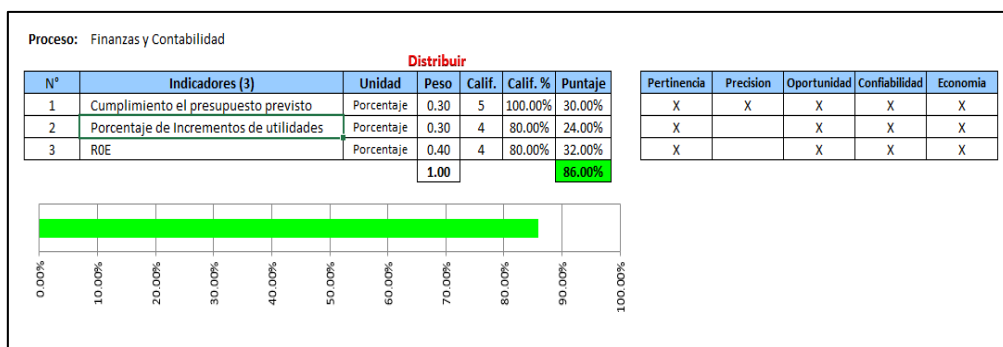 Proceso: Finanzas y Contabilidad
Distribuir
N° Indicadores (3) Unidad Peso Calif. Calif. % Puntaje Pertinencia Precision Oportunidad Confiabilidad Economia
1 Cumplimiento el presupuesto previsto Porcentaje 0.30 5 100.00% 30.00% X X X X X
2 Porcentaje de Incrementos de utilidades Porcentaje 0.30 4 80.00% 24.00% X X X X
3 ROE Porcentaje 0.40 4 80.00% 32.00% X X X X
1.00 86.00%
0.00% 10.00% 20.00% 30.00% 40.00% 50.00% 60.00% 70.00% 80.00% 90.00% 100.00%